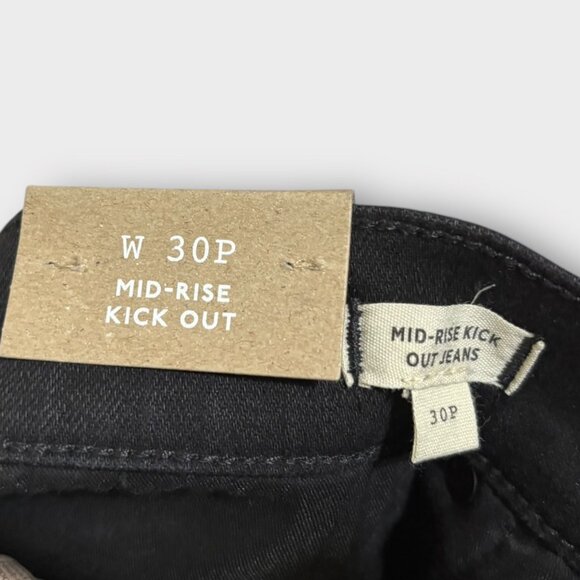 W 30P
MID-RISE
KICK OUT
MID-RISE KICK
OUT JEANS
30P